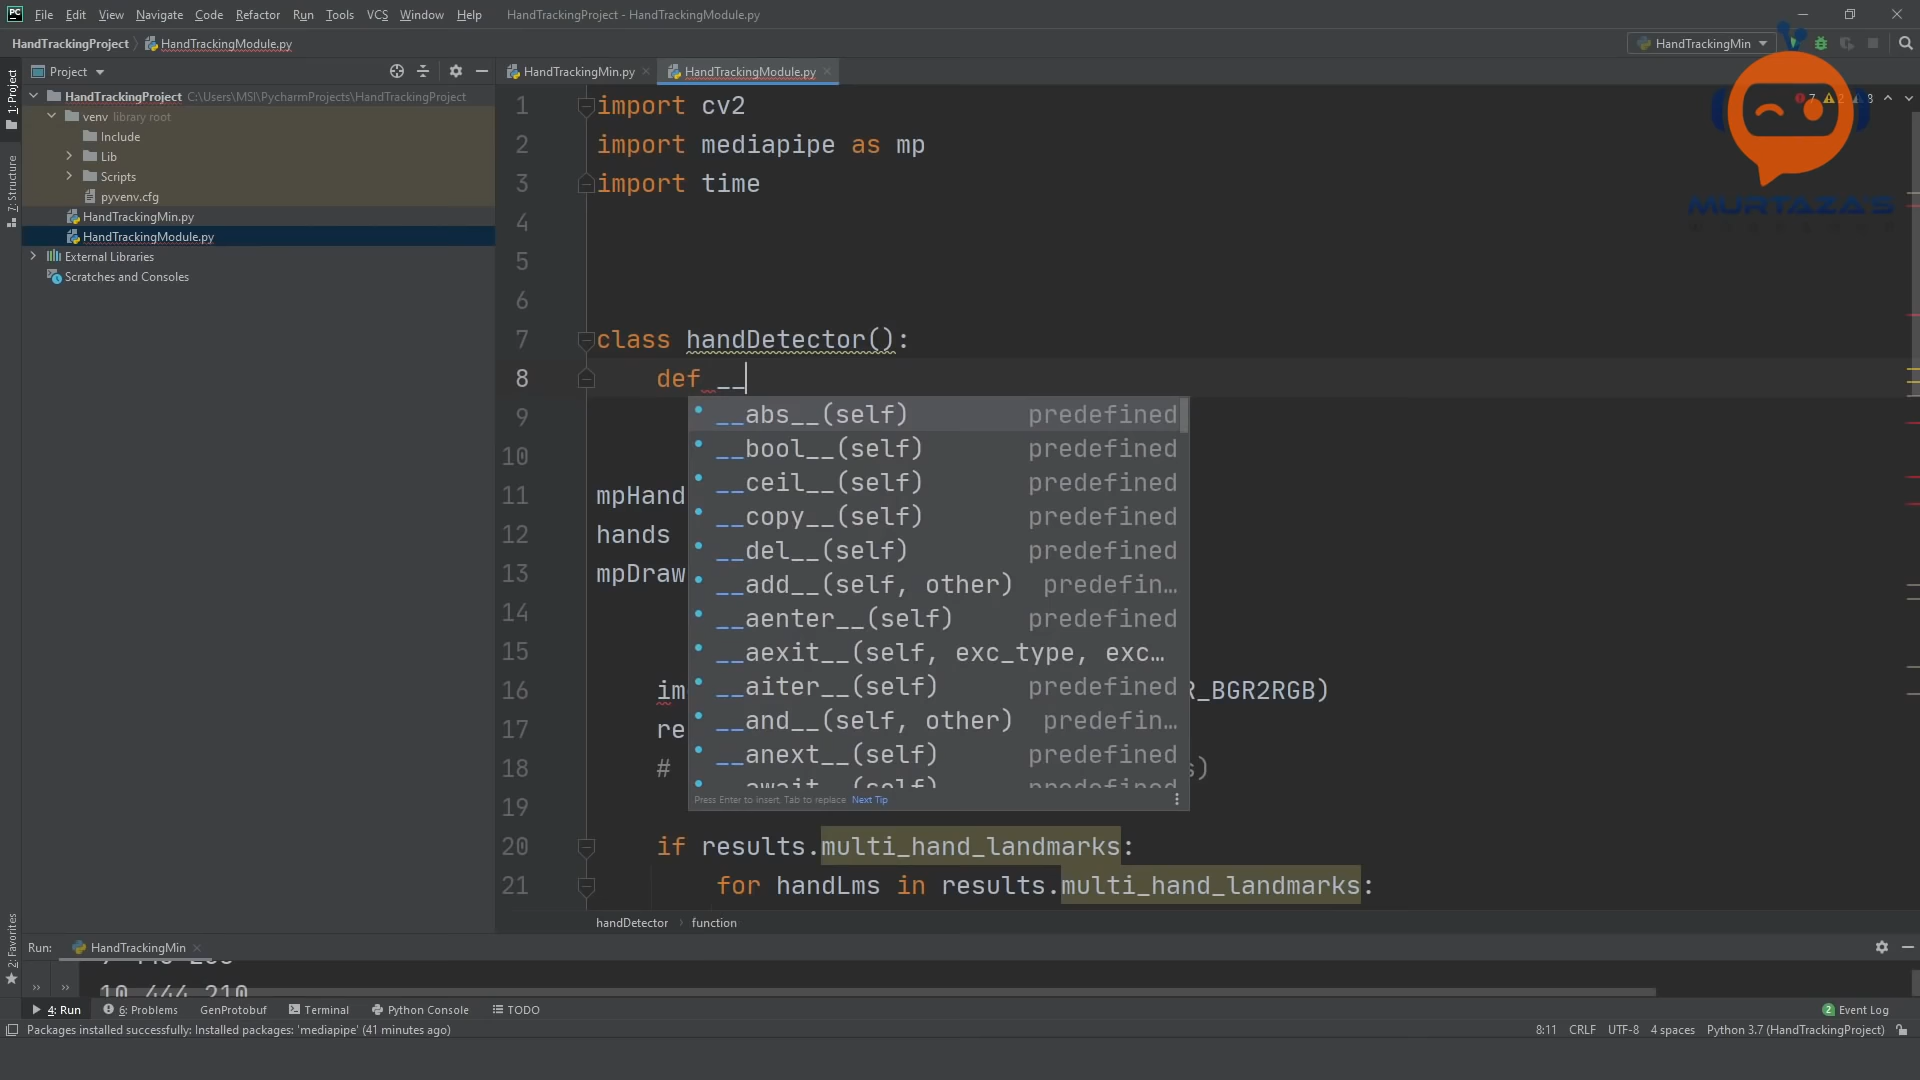 File Edit View Navigate Code Refactor Run Tools VCS Window Help HandTrackingProject - HandTrackingModule.py
HandTrackingProject HandTrackingModule.py HandTrackingMin
1: Project
7: Structure
2: Favorites
Project
HandTrackingProject C:\Users\MSI\PycharmProjects\HandTrackingProject
venv library root
Include
Lib
Scripts
pyvenv.cfg
HandTrackingMin.py
HandTrackingModule.py
External Libraries
Scratches and Consoles
HandTrackingMin.py HandTrackingModule.py
MURTAZA'S
1 import cv2
2 import mediapipe as mp
3 import time
4
5
6
7 class handDetector():
8 def __
9
10
11 mpHand
12 hands
13 mpDraw
14
15
16 im R_BGR2RGB)
17 re
18 # s)
19
20 if results.multi_hand_landmarks:
21 for handLms in results.multi_hand_landmarks:
__abs__(self) predefined
__bool__(self) predefined
__ceil__(self) predefined
__copy__(self) predefined
__del__(self) predefined
__add__(self, other) predefin…
__aenter__(self) predefined
__aexit__(self, exc_type, exc…
__aiter__(self) predefined
__and__(self, other) predefin…
__anext__(self) predefined
__await__(self) predefined
Press Enter to insert, Tab to replace Next Tip
handDetector function
Run: HandTrackingMin
10 444 210
4: Run 6: Problems GenProtobuf Terminal Python Console TODO 2 Event Log
Packages installed successfully: Installed packages: 'mediapipe' (41 minutes ago) 8:11 CRLF UTF-8 4 spaces Python 3.7 (HandTrackingProject)